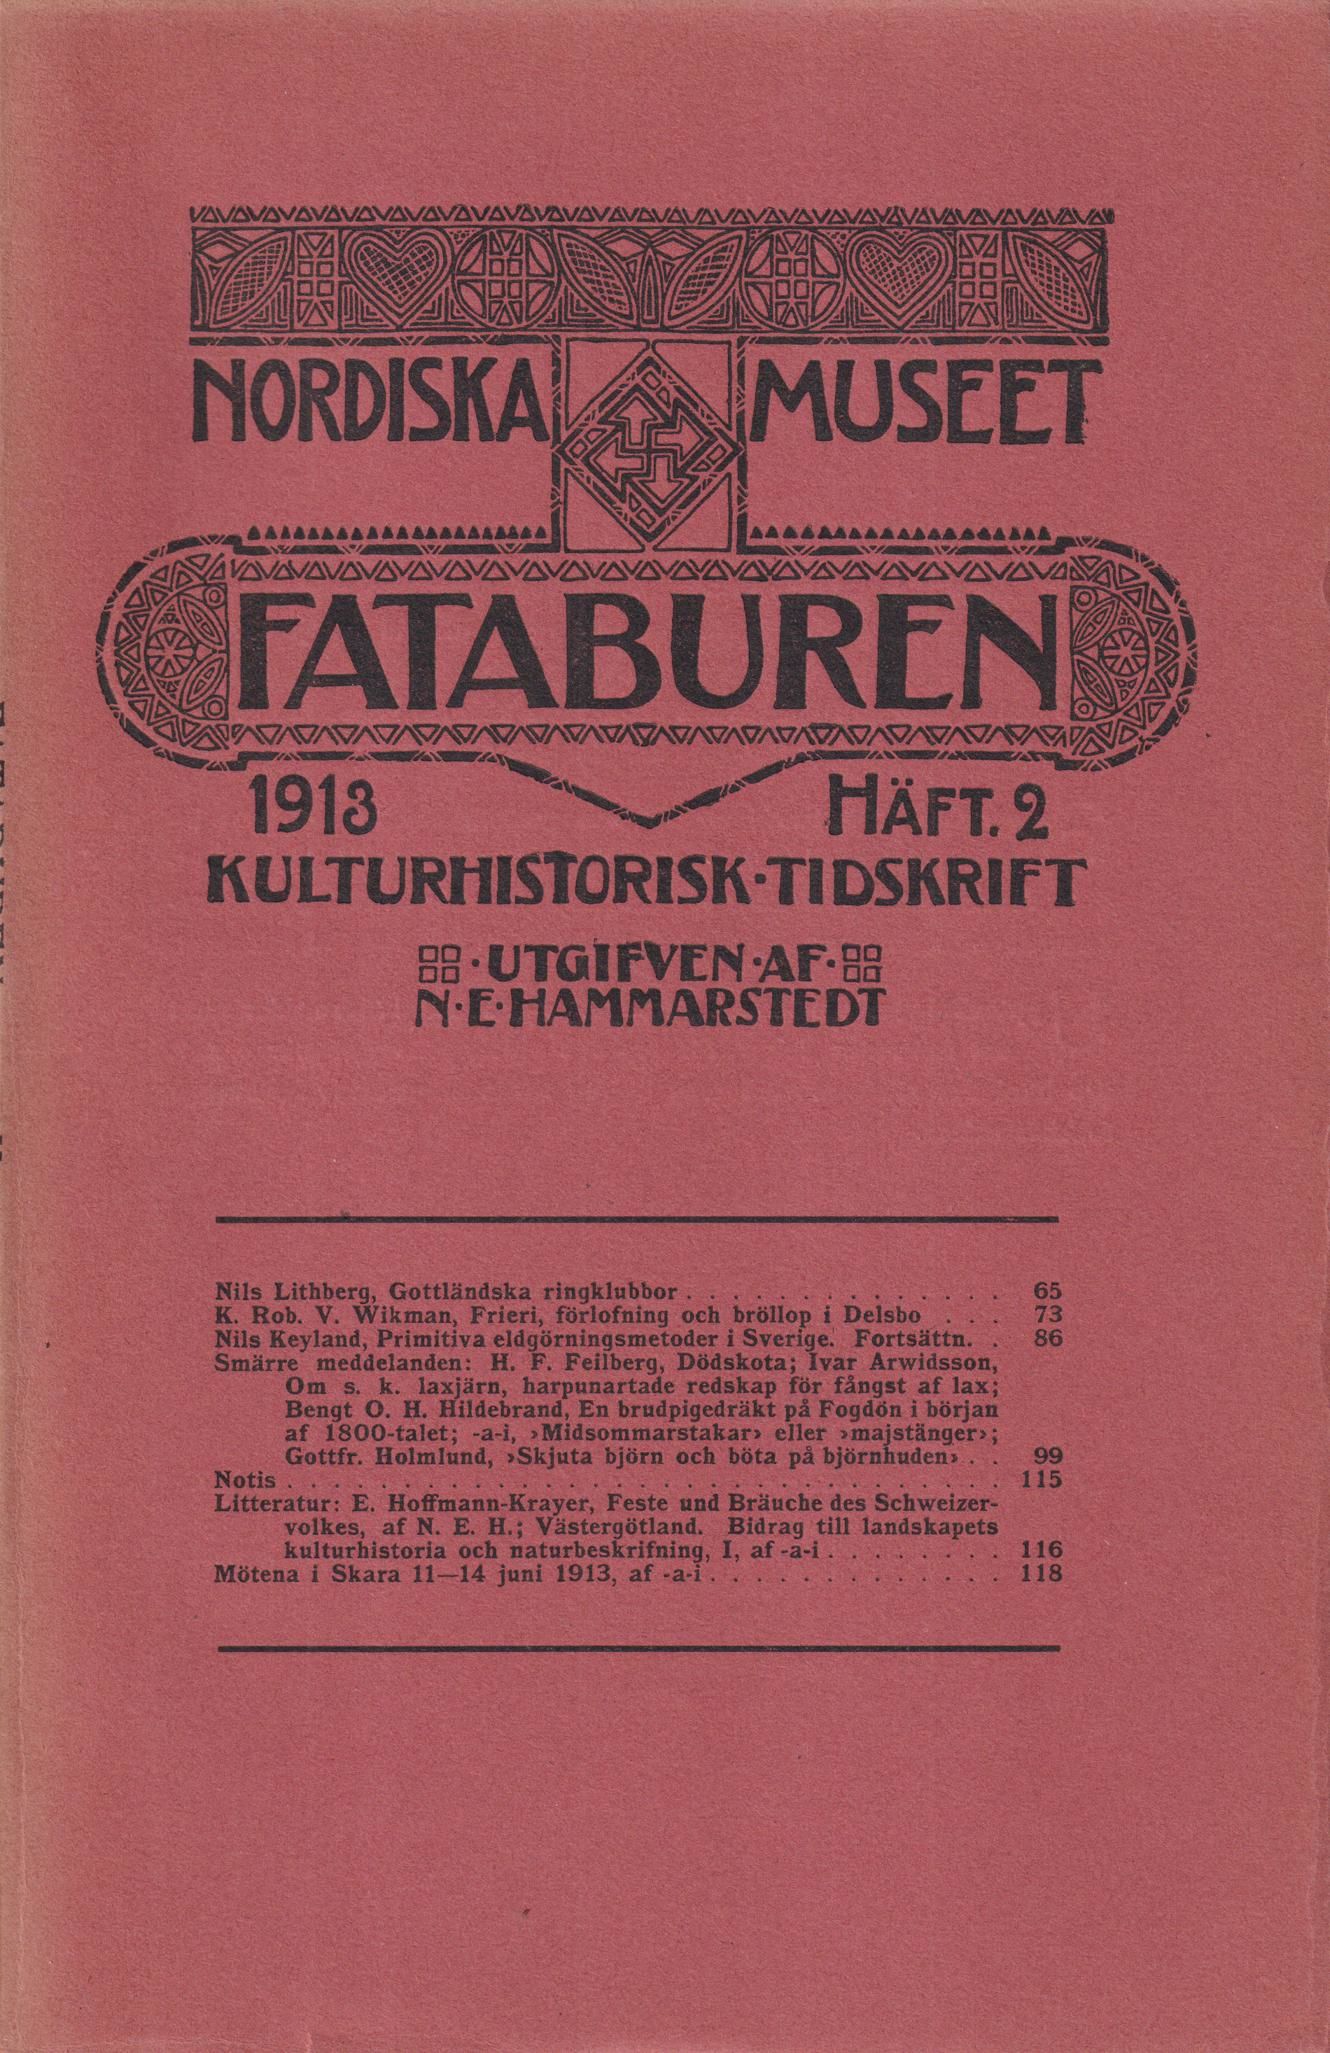 NORDISKA MUSEET
FATABUREN
1913 HÄFT. 2
KULTURHISTORISK·TIDSKRIFT
·UTGIFVEN·AF·
N·E·HAMMARSTEDT
Nils Lithberg, Gottländska ringklubbor . . . . . . . . . . . . . . 65
K. Rob. V. Wikman, Frieri, förlofning och bröllop i Delsbo . . . 73
Nils Keyland, Primitiva eldgörningsmetoder i Sverige. Fortsättn. . 86
Smärre meddelanden: H. F. Feilberg, Dödskota; Ivar Arwidsson,
Om s. k. laxjärn, harpunartade redskap för fångst af lax;
Bengt O. H. Hildebrand, En brudpigedräkt på Fogdön i början
af 1800-talet; -a-i, »Midsommarstakar» eller »majstänger»;
Gottfr. Holmlund, »Skjuta björn och böta på björnhuden» . . 99
Notis . . . . . . . . . . . . . . . . . . . . . . . . . . . . . . 115
Litteratur: E. Hoffmann-Krayer, Feste und Bräuche des Schweizer-
volkes, af N. E. H.; Västergötland. Bidrag till landskapets
kulturhistoria och naturbeskrifning, I, af -a-i . . . . . . . . 116
Mötena i Skara 11—14 juni 1913, af -a-i . . . . . . . . . . . . . 118